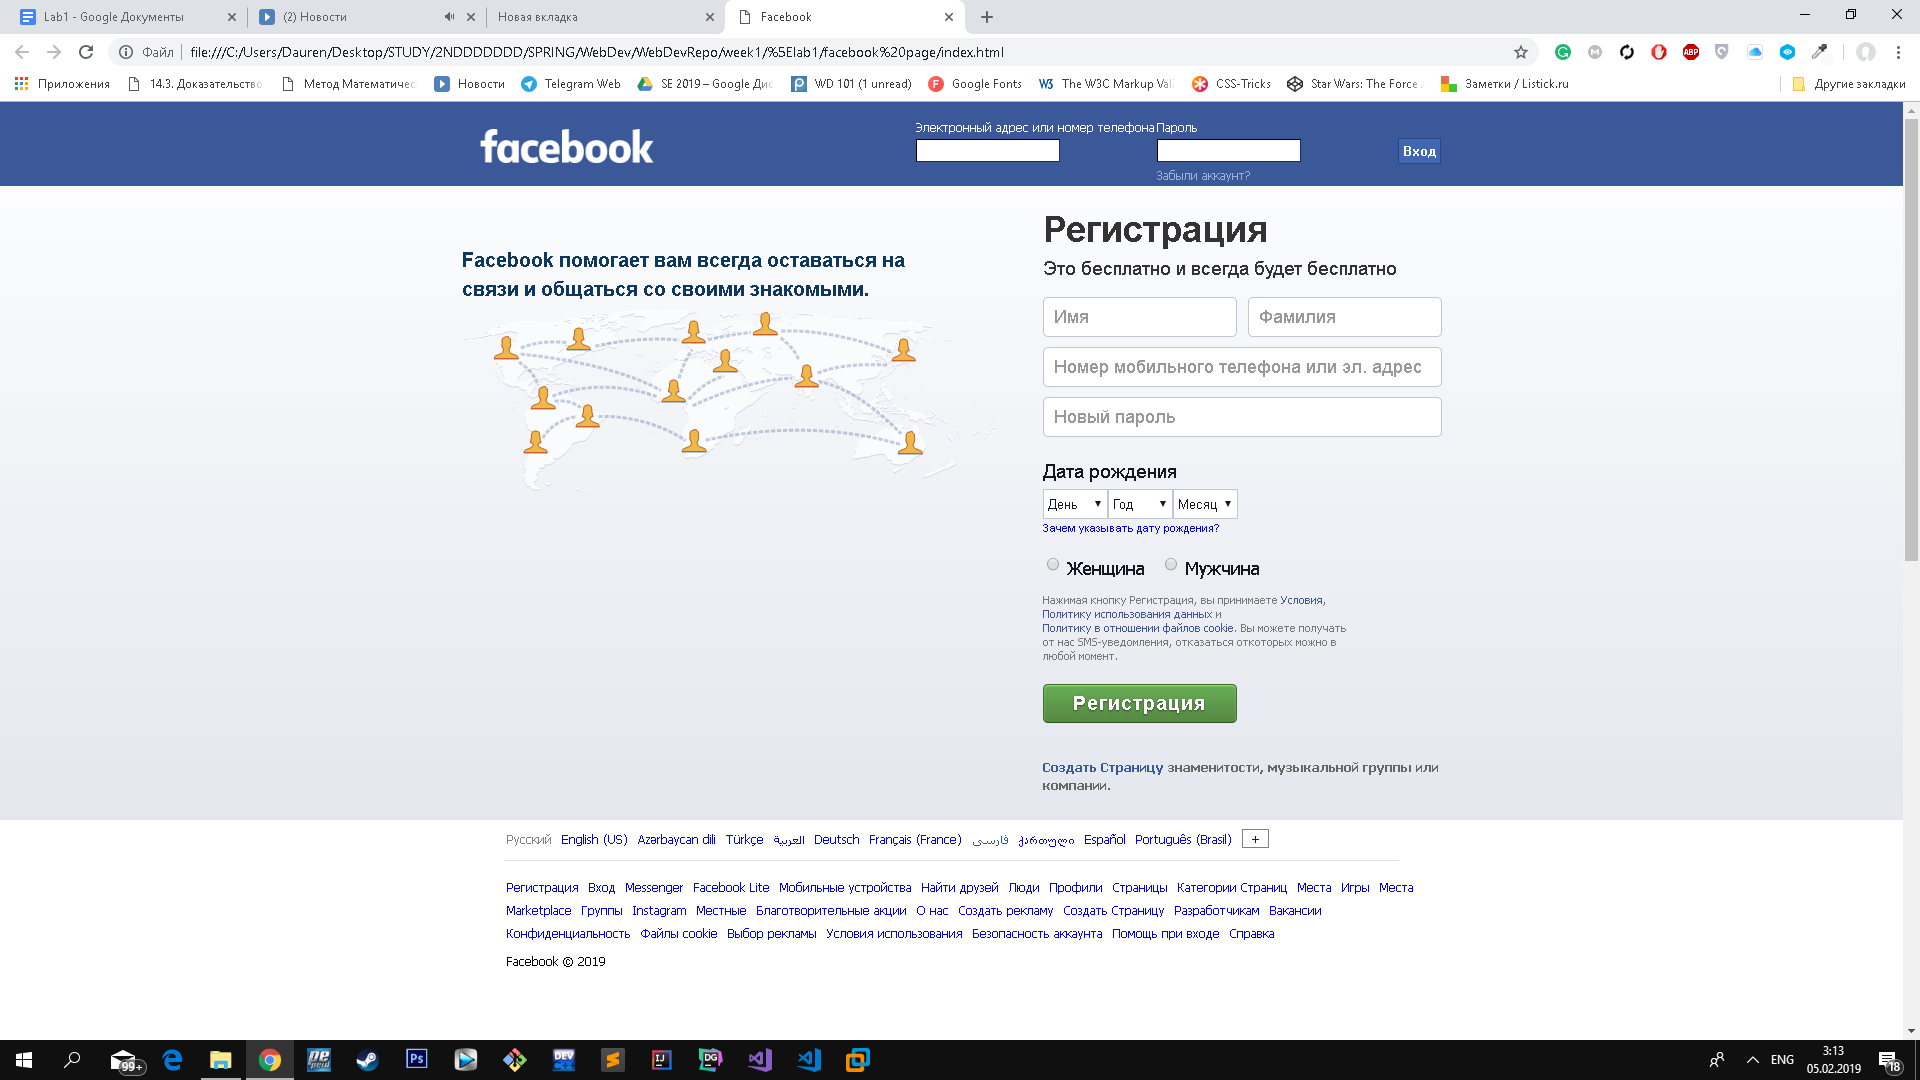 Lab1 - Google Документы
(2) Новости
Новая вкладка
Facebook
Файл
file:///C:/Users/Dauren/Desktop/STUDY/2NDDDDDDD/SPRING/WebDev/WebDevRepo/week1/%5Elab1/facebook%20page/index.html
Приложения
14.3. Доказательство
Метод Математичес
Новости
Telegram Web
SE 2019 – Google Дис
WD 101 (1 unread)
Google Fonts
The W3C Markup Vali
CSS-Tricks
Star Wars: The Force
Заметки / Listick.ru
Другие закладки
facebook
Электронный адрес или номер телефона Пароль
Вход
Забыли аккаунт?
Facebook помогает вам всегда оставаться на
связи и общаться со своими знакомыми.
Регистрация
Это бесплатно и всегда будет бесплатно
Имя Фамилия
Номер мобильного телефона или эл. адрес
Новый пароль
Дата рождения
День Год Месяц
Зачем указывать дату рождения?
Женщина Мужчина
Нажимая кнопку Регистрация, вы принимаете Условия,
Политику использования данных и
Политику в отношении файлов cookie. Вы можете получать
от нас SMS-уведомления, отказаться откоторых можно в
любой момент.
Регистрация
Создать Страницу знаменитости, музыкальной группы или
компании.
Русский English (US) Azərbaycan dili Türkçe العربية Deutsch Français (France) فارسی ქართული Español Português (Brasil) +
Регистрация Вход Messenger Facebook Lite Мобильные устройства Найти друзей Люди Профили Страницы Категории Страниц Места Игры Места
Marketplace Группы Instagram Местные Благотворительные акции О нас Создать рекламу Создать Страницу Разработчикам Вакансии
Конфиденциальность Файлы cookie Выбор рекламы Условия использования Безопасность аккаунта Помощь при входе Справка
Facebook © 2019
99+
ENG
3:13
05.02.2019
18